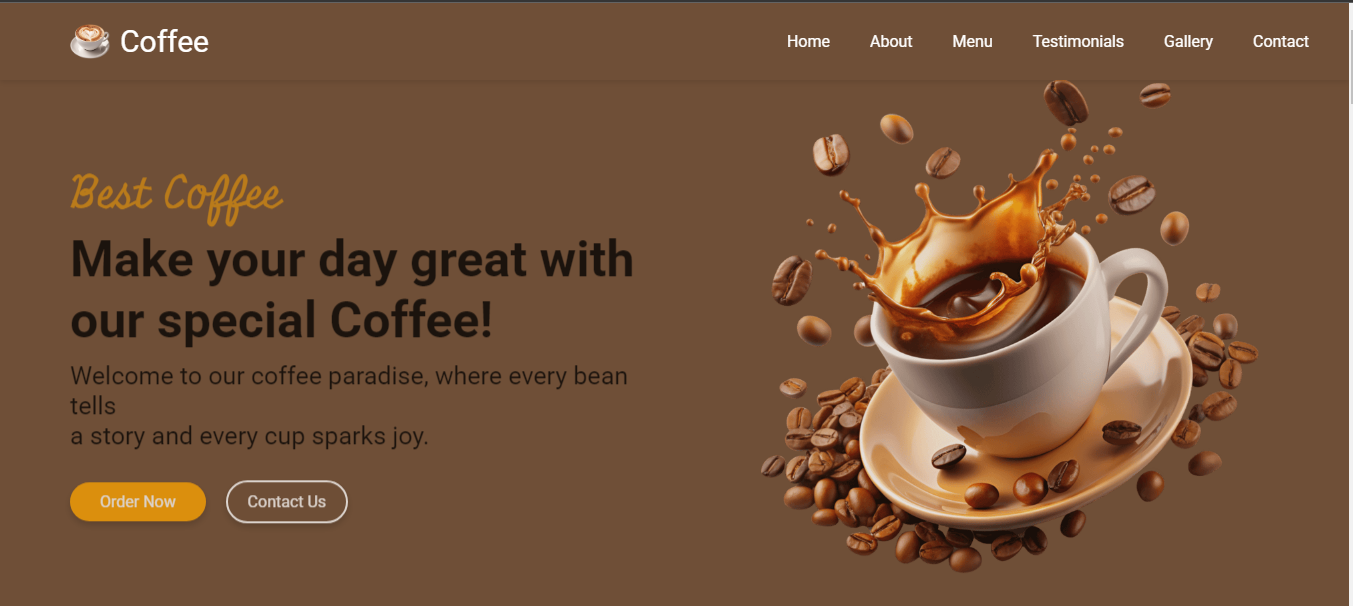 Coffee
Home
About
Menu
Testimonials
Gallery
Contact
Best Coffee
Make your day great with
our special Coffee!
Welcome to our coffee paradise, where every bean
tells
a story and every cup sparks joy.
Order Now
Contact Us